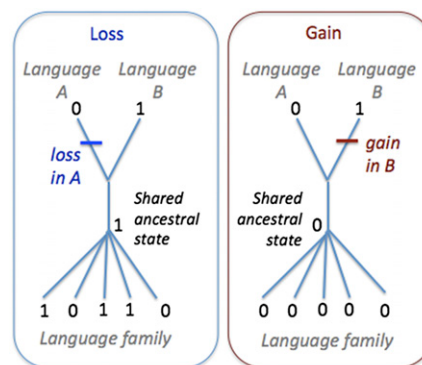 Loss
Language A
Language B
0 1
loss in A
Shared ancestral state
1
1 0 1 1 0
Language family
Gain
Language A
Language B
0 1
gain in B
Shared ancestral state
0
0 0 0 0 0
Language family